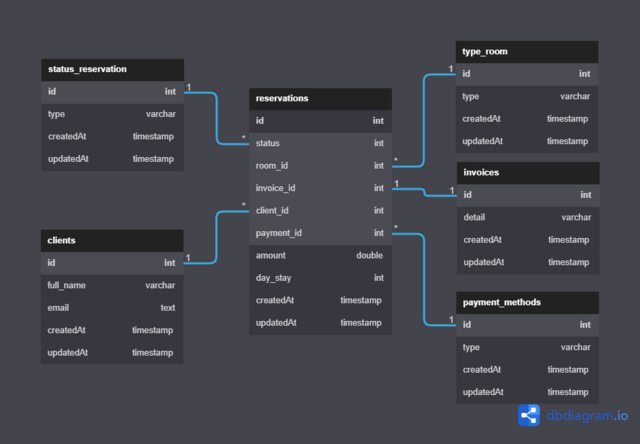 status_reservation
id int
type varchar
createdAt timestamp
updatedAt timestamp
clients
id int
full_name varchar
email text
createdAt timestamp
updatedAt timestamp
reservations
id int
status int
room_id int
invoice_id int
client_id int
payment_id int
amount double
day_stay int
createdAt timestamp
updatedAt timestamp
type_room
id int
type varchar
createdAt timestamp
updatedAt timestamp
invoices
id int
detail varchar
createdAt timestamp
updatedAt timestamp
payment_methods
id int
type varchar
createdAt timestamp
updatedAt timestamp
1
*
1
*
*
1
1
1
*
1
dbdiagram.io